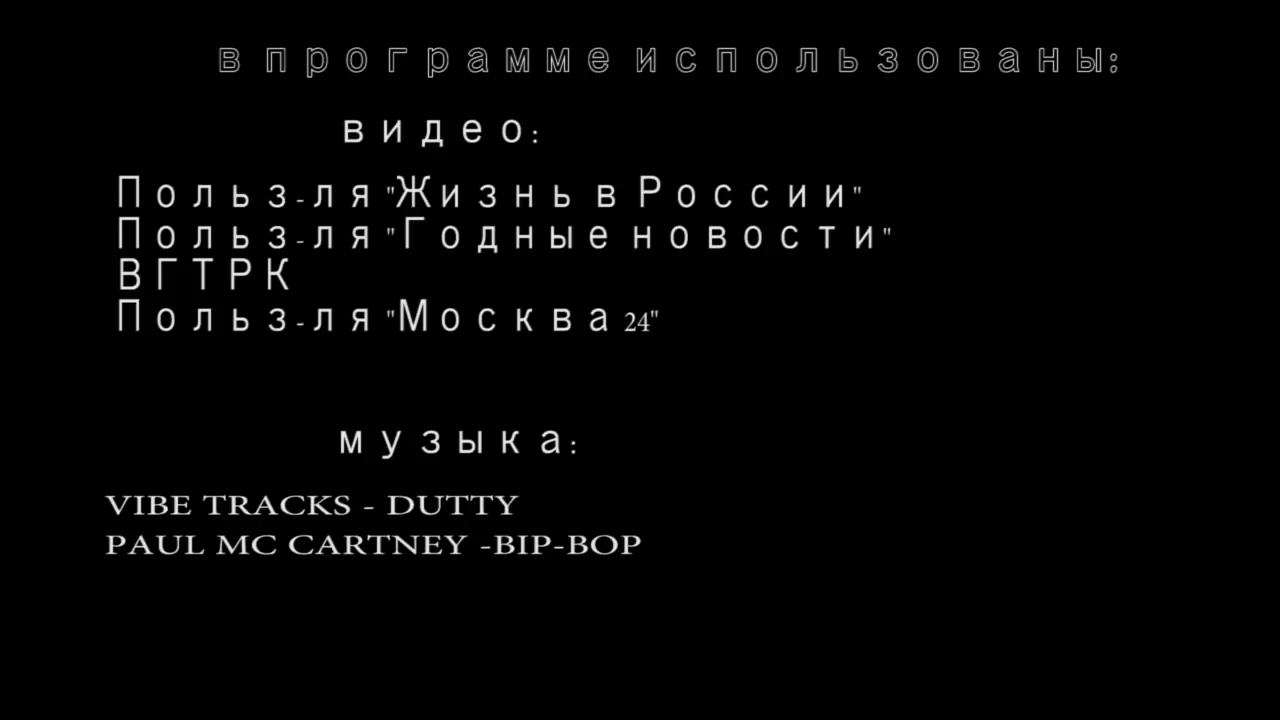 в программе использованы:
видео:
Польз-ля "Жизнь в России"
Польз-ля "Годные новости"
ВГТРК
Польз-ля "Москва 24"
музыка:
VIBE TRACKS - DUTTY
PAUL MC CARTNEY -BIP-BOP